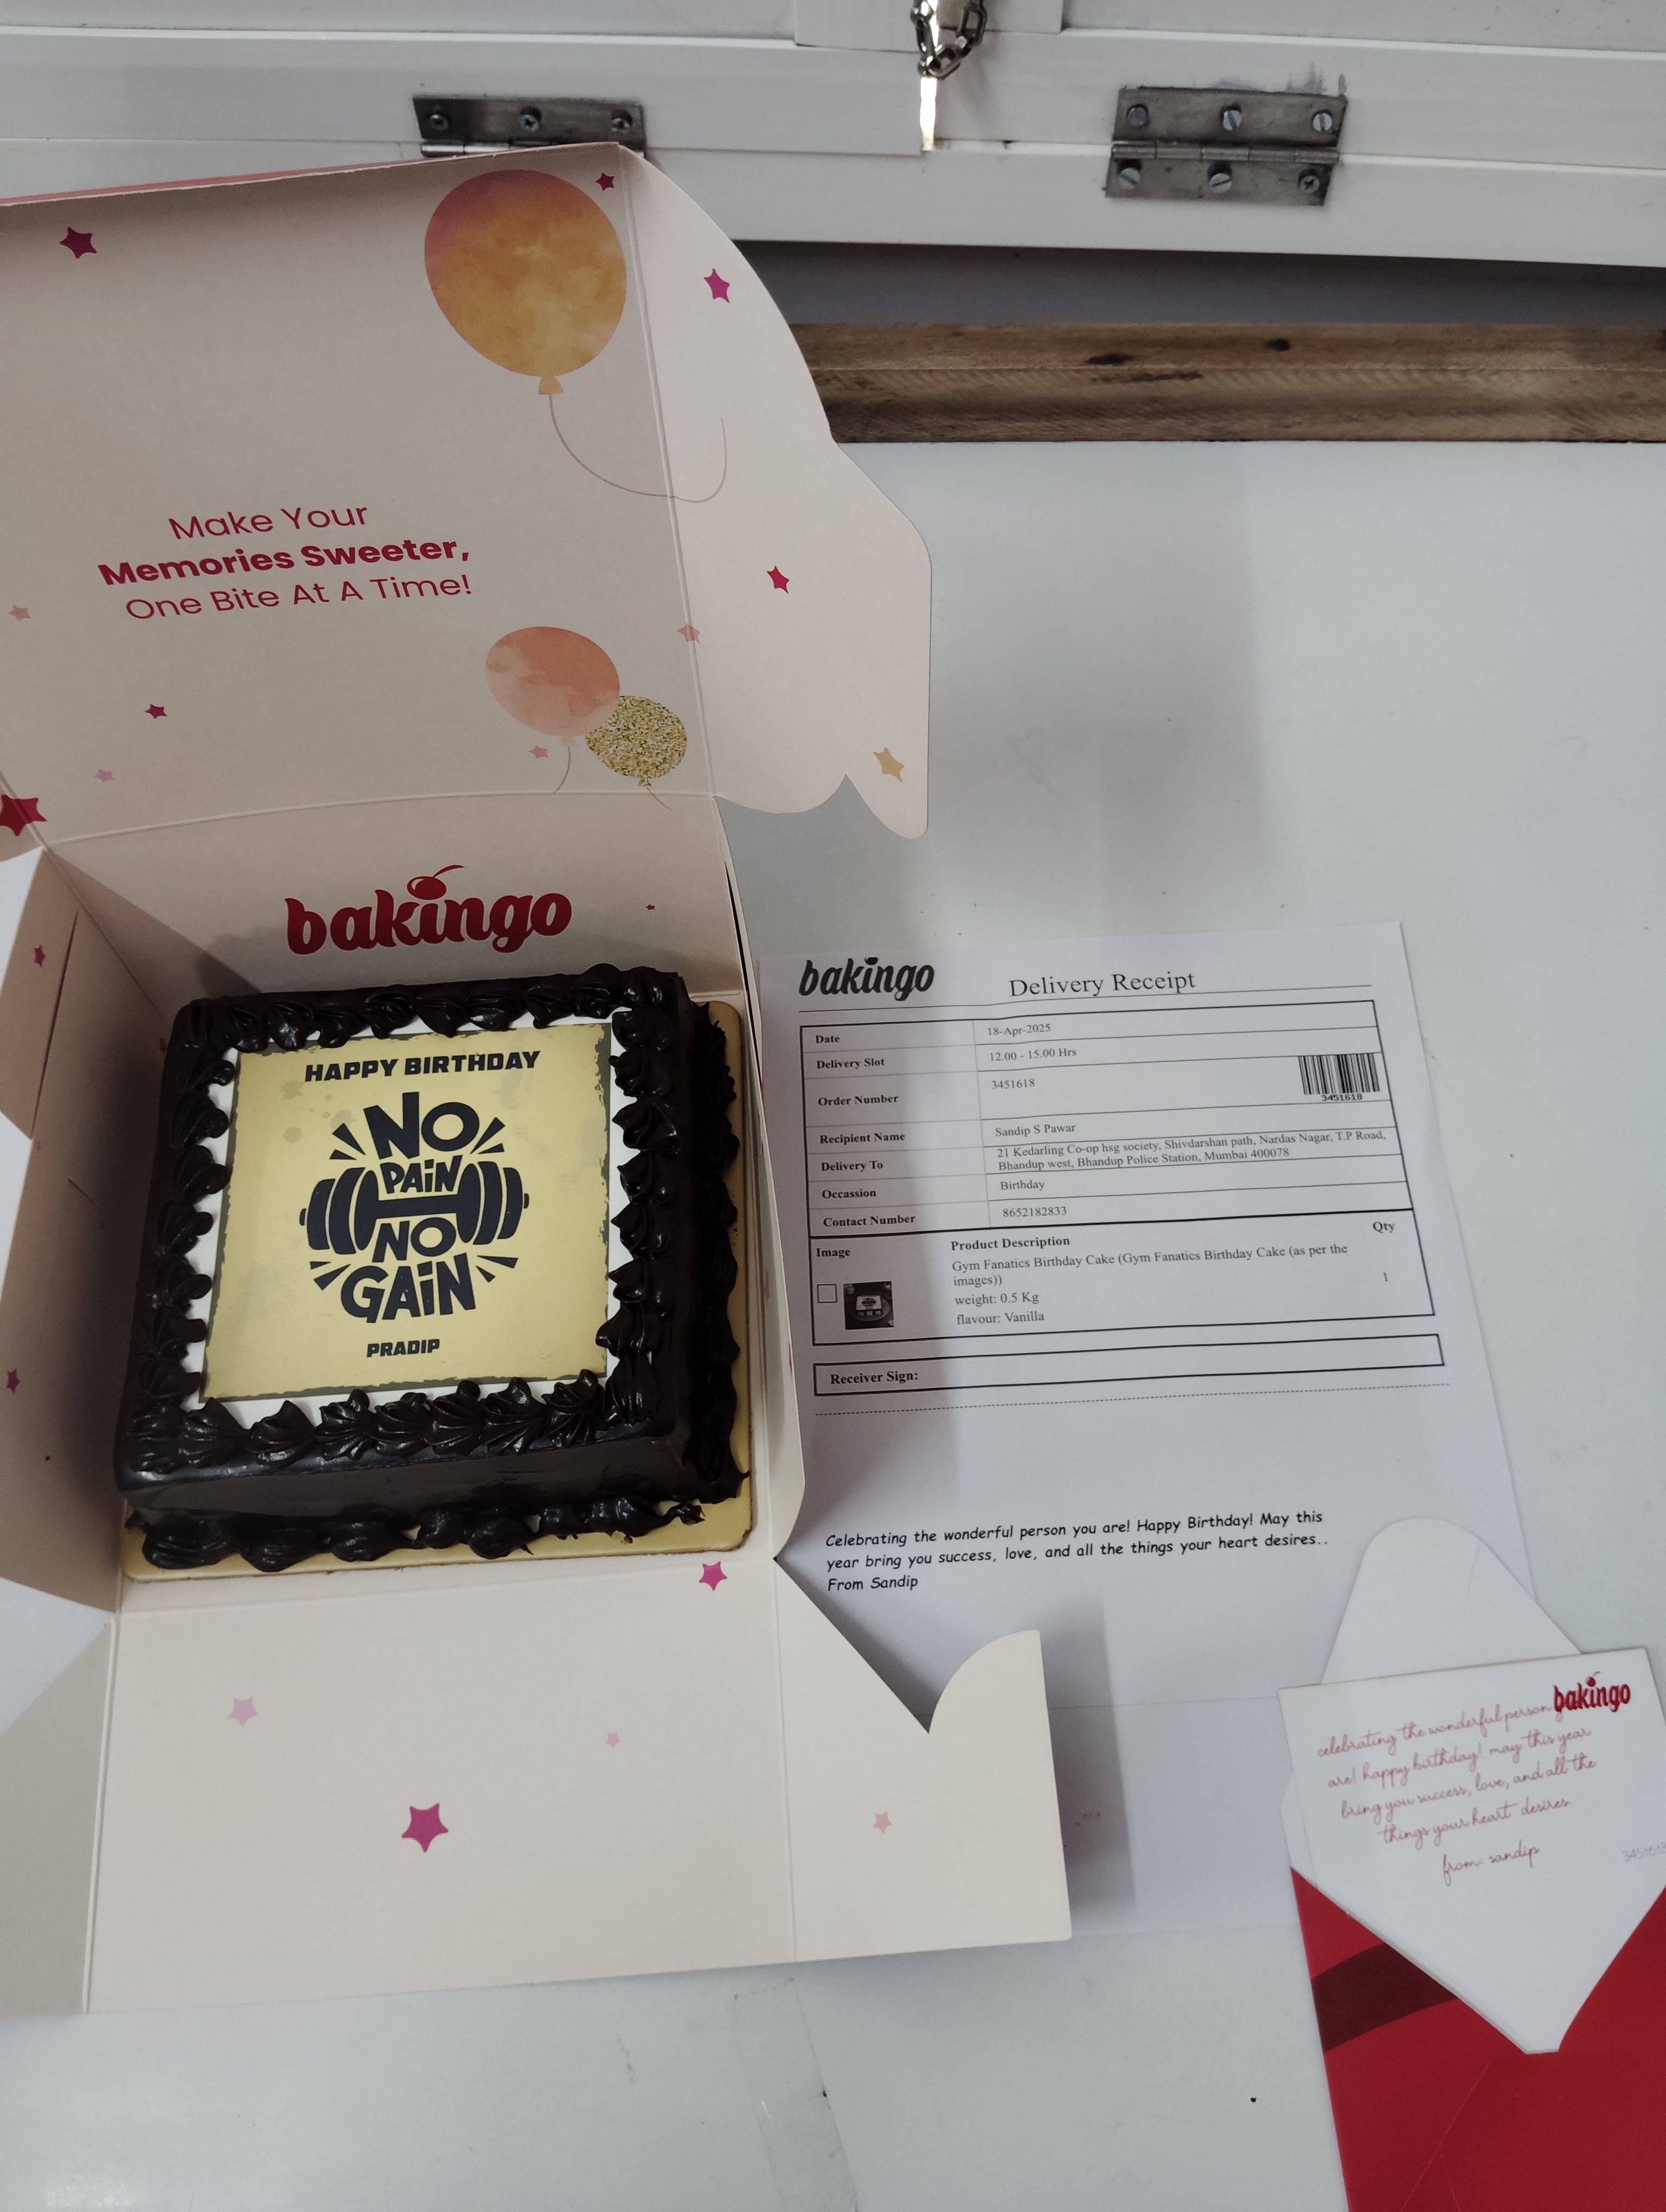 Make Your
Memories Sweeter,
One Bite At A Time!
bakingo
HAPPY BIRTHDAY
NO
PAiN
NO
GAiN
PRADIP
bakingo
Delivery Receipt
Date 18-Apr-2025
Delivery Slot 12.00 - 15.00 Hrs
Order Number 3451618
3451618
Recipient Name Sandip S Pawar
Delivery To 21 Kedarling Co-op hsg society, Shivdarshan path, Nardas Nagar, T.P Road,
Bhandup west, Bhandup Police Station, Mumbai 400078
Occassion Birthday
Contact Number 8652182833
Image Product Description Qty
Gym Fanatics Birthday Cake (Gym Fanatics Birthday Cake (as per the
images)) 1
weight: 0.5 Kg
flavour: Vanilla
Receiver Sign:
Celebrating the wonderful person you are! Happy Birthday! May this
year bring you success, love, and all the things your heart desires..
From Sandip
bakingo
celebrating the wonderful person
are! happy birthday! may this year
bring you success, love, and all the
things your heart desires
from: sandip